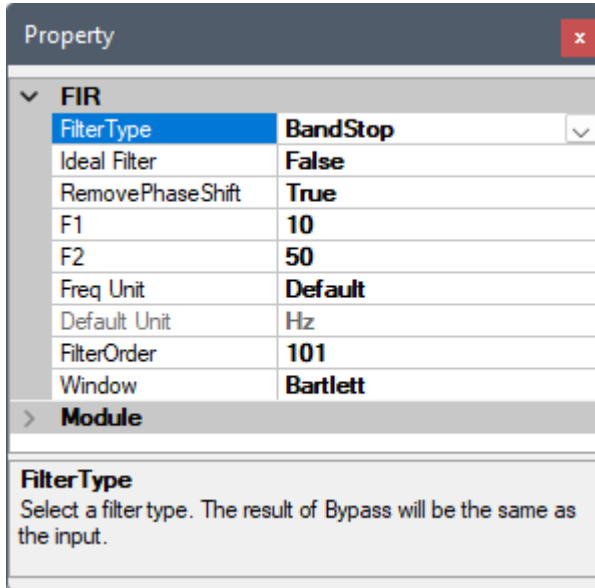 Property
x
FIR
FilterType BandStop
Ideal Filter False
RemovePhaseShift True
F1 10
F2 50
Freq Unit Default
Default Unit Hz
FilterOrder 101
Window Bartlett
Module
FilterType
Select a filter type. The result of Bypass will be the same as
the input.